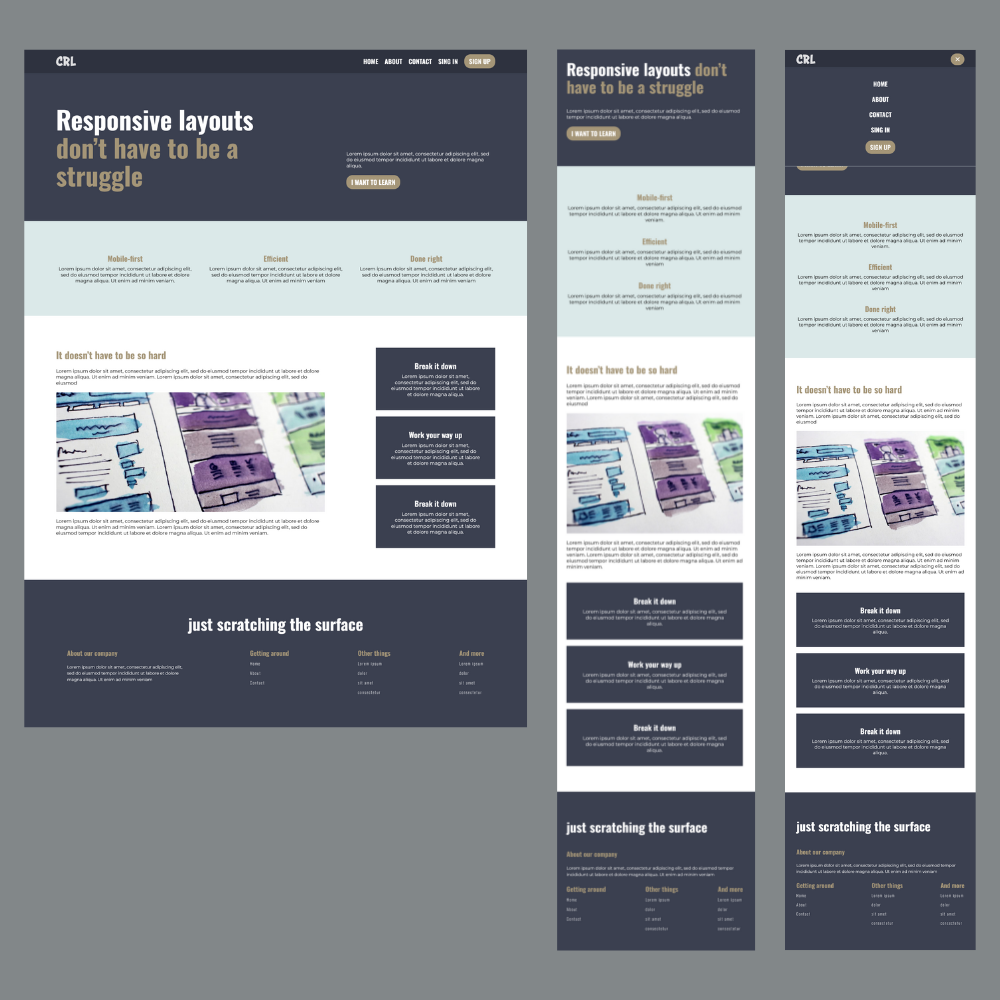 CRL
HOME ABOUT CONTACT SING IN SIGN UP
Responsive layouts
don't have to be a
struggle
Lorem ipsum dolor sit amet, consectetur adipiscing elit, sed
do eiusmod tempor incididunt ut labore et dolore magna
aliqua.
I WANT TO LEARN
Mobile-first
Lorem ipsum dolor sit amet, consectetur adipiscing elit,
sed do eiusmod tempor incididunt ut labore et dolore
magna aliqua. Ut enim ad minim veniam.
Efficient
Lorem ipsum dolor sit amet, consectetur adipiscing elit,
sed do eiusmod tempor incididunt ut labore et dolore
magna aliqua. Ut enim ad minim veniam
Done right
Lorem ipsum dolor sit amet, consectetur adipiscing elit,
sed do eiusmod tempor incididunt ut labore et dolore
magna aliqua. Ut enim ad minim veniam
It doesn't have to be so hard
Lorem ipsum dolor sit amet, consectetur adipiscing elit, sed do eiusmod tempor incididunt ut labore et dolore
magna aliqua. Ut enim ad minim veniam. Lorem ipsum dolor sit amet, consectetur adipiscing elit, sed do
eiusmod
Lorem ipsum dolor sit amet, consectetur adipiscing elit, sed do eiusmod tempor incididunt ut labore et dolore
magna aliqua. Ut enim ad minim veniam. Lorem ipsum dolor sit amet, consectetur adipiscing elit, sed do
eiusmod tempor incididunt ut labore et dolore magna aliqua. Ut enim ad minim veniam.
Break it down
Lorem ipsum dolor sit amet,
consectetur adipiscing elit, sed do
eiusmod tempor incididunt ut labore
et dolore magna aliqua.
Work your way up
Lorem ipsum dolor sit amet,
consectetur adipiscing elit, sed do
eiusmod tempor incididunt ut labore
et dolore magna aliqua.
Break it down
Lorem ipsum dolor sit amet,
consectetur adipiscing elit, sed do
eiusmod tempor incididunt ut labore
et dolore magna aliqua.
just scratching the surface
About our company
Lorem ipsum dolor sit amet, consectetur adipiscing elit,
sed do eiusmod tempor incididunt ut labore et dolore
magna aliqua. Ut enim ad minim veniam
Getting around
Home
About
Contact
Other things
Lorem ipsum
dolor
sit amet
consectetur
And more
Lorem ipsum
dolor
sit amet
consectetur
Responsive layouts don't
have to be a struggle
Lorem ipsum dolor sit amet, consectetur adipiscing elit, sed do eiusmod
tempor incididunt ut labore et dolore magna aliqua.
I WANT TO LEARN
Mobile-first
Lorem ipsum dolor sit amet, consectetur adipiscing elit, sed do eiusmod
tempor incididunt ut labore et dolore magna aliqua. Ut enim ad minim
veniam.
Efficient
Lorem ipsum dolor sit amet, consectetur adipiscing elit, sed do eiusmod
tempor incididunt ut labore et dolore magna aliqua. Ut enim ad minim
veniam
Done right
Lorem ipsum dolor sit amet, consectetur adipiscing elit, sed do eiusmod
tempor incididunt ut labore et dolore magna aliqua. Ut enim ad minim
veniam
It doesn't have to be so hard
Lorem ipsum dolor sit amet, consectetur adipiscing elit, sed do eiusmod
tempor incididunt ut labore et dolore magna aliqua. Ut enim ad minim
veniam. Lorem ipsum dolor sit amet, consectetur adipiscing elit, sed do
eiusmod
Lorem ipsum dolor sit amet, consectetur adipiscing elit, sed do eiusmod
tempor incididunt ut labore et dolore magna aliqua. Ut enim ad minim
veniam. Lorem ipsum dolor sit amet, consectetur adipiscing elit, sed do
eiusmod tempor incididunt ut labore et dolore magna aliqua. Ut enim ad
minim veniam.
Break it down
Lorem ipsum dolor sit amet, consectetur adipiscing elit, sed
do eiusmod tempor incididunt ut labore et dolore magna
aliqua.
Work your way up
Lorem ipsum dolor sit amet, consectetur adipiscing elit, sed
do eiusmod tempor incididunt ut labore et dolore magna
aliqua.
Break it down
Lorem ipsum dolor sit amet, consectetur adipiscing elit, sed
do eiusmod tempor incididunt ut labore et dolore magna
aliqua.
just scratching the surface
About our company
Lorem ipsum dolor sit amet, consectetur adipiscing elit, sed do eiusmod tempor
incididunt ut labore et dolore magna aliqua. Ut enim ad minim veniam
Getting around
Home
About
Contact
Other things
Lorem ipsum
dolor
sit amet
consectetur
And more
Lorem ipsum
dolor
sit amet
consectetur
CRL
×
HOME
ABOUT
CONTACT
SING IN
SIGN UP
Mobile-first
Lorem ipsum dolor sit amet, consectetur adipiscing elit, sed do eiusmod
tempor incididunt ut labore et dolore magna aliqua. Ut enim ad minim
veniam.
Efficient
Lorem ipsum dolor sit amet, consectetur adipiscing elit, sed do eiusmod
tempor incididunt ut labore et dolore magna aliqua. Ut enim ad minim
veniam
Done right
Lorem ipsum dolor sit amet, consectetur adipiscing elit, sed do eiusmod
tempor incididunt ut labore et dolore magna aliqua. Ut enim ad minim
veniam
It doesn't have to be so hard
Lorem ipsum dolor sit amet, consectetur adipiscing elit, sed do eiusmod
tempor incididunt ut labore et dolore magna aliqua. Ut enim ad minim
veniam. Lorem ipsum dolor sit amet, consectetur adipiscing elit, sed do
eiusmod
Lorem ipsum dolor sit amet, consectetur adipiscing elit, sed do eiusmod
tempor incididunt ut labore et dolore magna aliqua. Ut enim ad minim
veniam. Lorem ipsum dolor sit amet, consectetur adipiscing elit, sed do
eiusmod tempor incididunt ut labore et dolore magna aliqua. Ut enim ad
minim veniam.
Break it down
Lorem ipsum dolor sit amet, consectetur adipiscing elit, sed
do eiusmod tempor incididunt ut labore et dolore magna
aliqua.
Work your way up
Lorem ipsum dolor sit amet, consectetur adipiscing elit, sed
do eiusmod tempor incididunt ut labore et dolore magna
aliqua.
Break it down
Lorem ipsum dolor sit amet, consectetur adipiscing elit, sed
do eiusmod tempor incididunt ut labore et dolore magna
aliqua.
just scratching the surface
About our company
Lorem ipsum dolor sit amet, consectetur adipiscing elit, sed do eiusmod tempor
incididunt ut labore et dolore magna aliqua. Ut enim ad minim veniam
Getting around
Home
About
Contact
Other things
Lorem ipsum
dolor
sit amet
consectetur
And more
Lorem ipsum
dolor
sit amet
consectetur